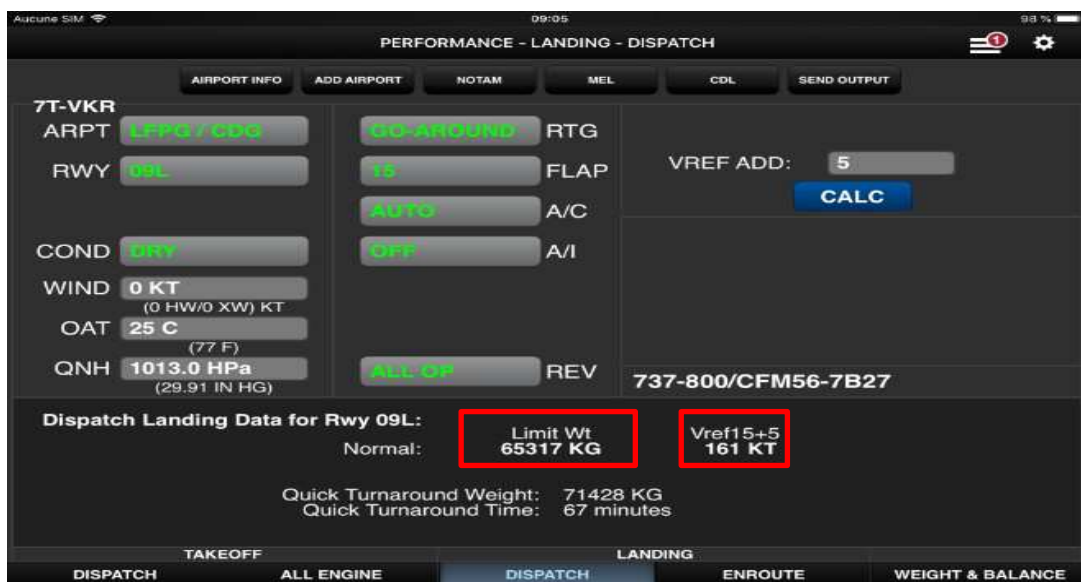 Aucune SIM 09:05 98 %
PERFORMANCE - LANDING - DISPATCH 1
AIRPORT INFO ADD AIRPORT NOTAM MEL CDL SEND OUTPUT
7T-VKR
ARPT LFPG / CDG GO-AROUND RTG
RWY 09L 15 FLAP VREF ADD: 5
AUTO A/C CALC
COND DRY OFF A/I
WIND 0 KT
(0 HW/0 XW) KT
OAT 25 C
(77 F)
QNH 1013.0 HPa ALL OP REV
(29.91 IN HG) 737-800/CFM56-7B27
Dispatch Landing Data for Rwy 09L:
Limit Wt Vref15+5
Normal: 65317 KG 161 KT
Quick Turnaround Weight: 71428 KG
Quick Turnaround Time: 67 minutes
TAKEOFF LANDING
DISPATCH ALL ENGINE DISPATCH ENROUTE WEIGHT & BALANCE